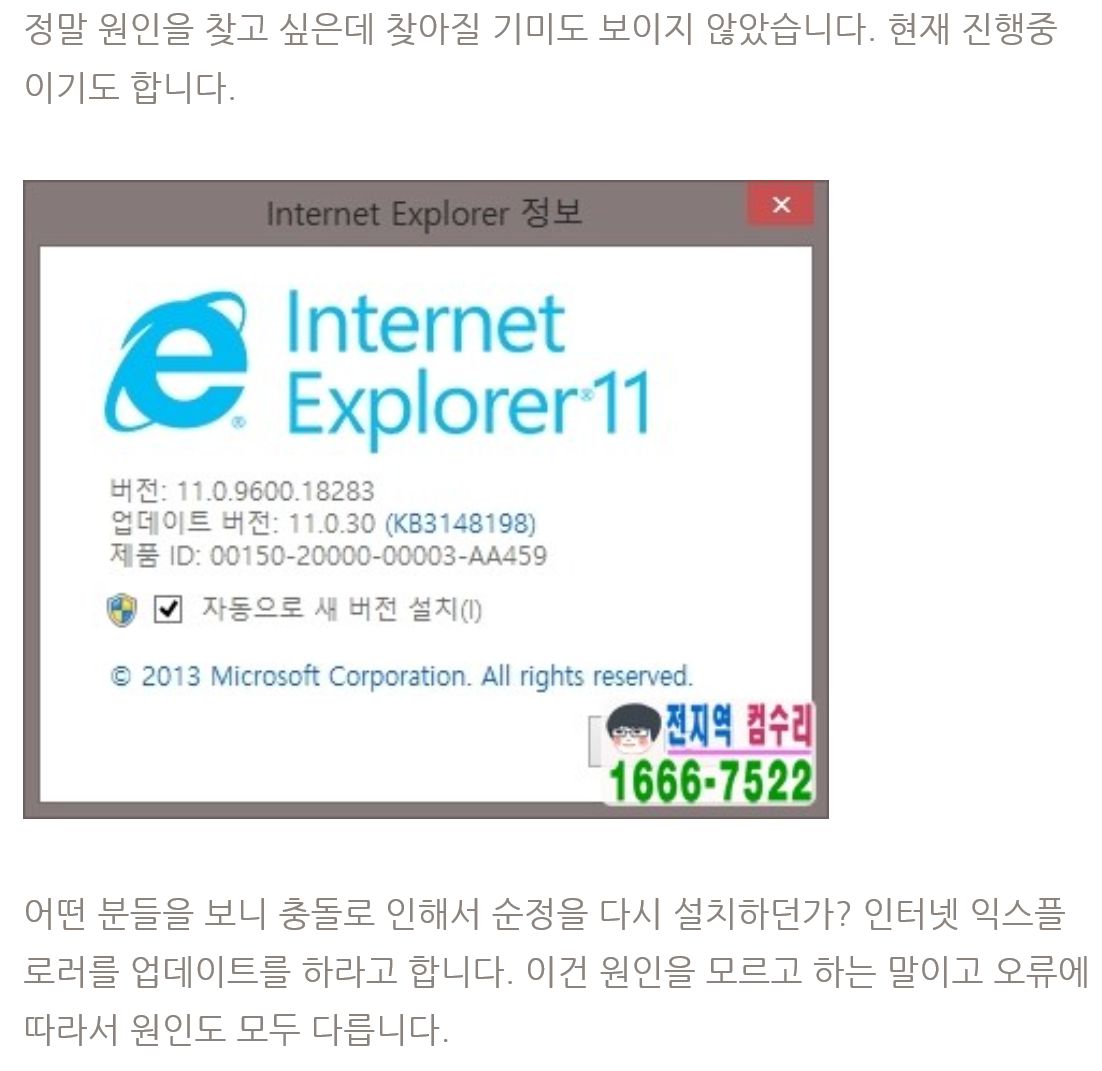 정말 원인을 찾고 싶은데 찾아질 기미도 보이지 않았습니다. 현재 진행중
이기도 합니다.
Internet Explorer 정보
Internet
Explorer®11
버전: 11.0.9600.18283
업데이트 버전: 11.0.30 (KB3148198)
제품 ID: 00150-20000-00003-AA459
자동으로 새 버전 설치(I)
© 2013 Microsoft Corporation. All rights reserved.
전지역 컴수리
1666-7522
어떤 분들을 보니 충돌로 인해서 순정을 다시 설치하던가? 인터넷 익스플
로러를 업데이트를 하라고 합니다. 이건 원인을 모르고 하는 말이고 오류에
따라서 원인도 모두 다릅니다.